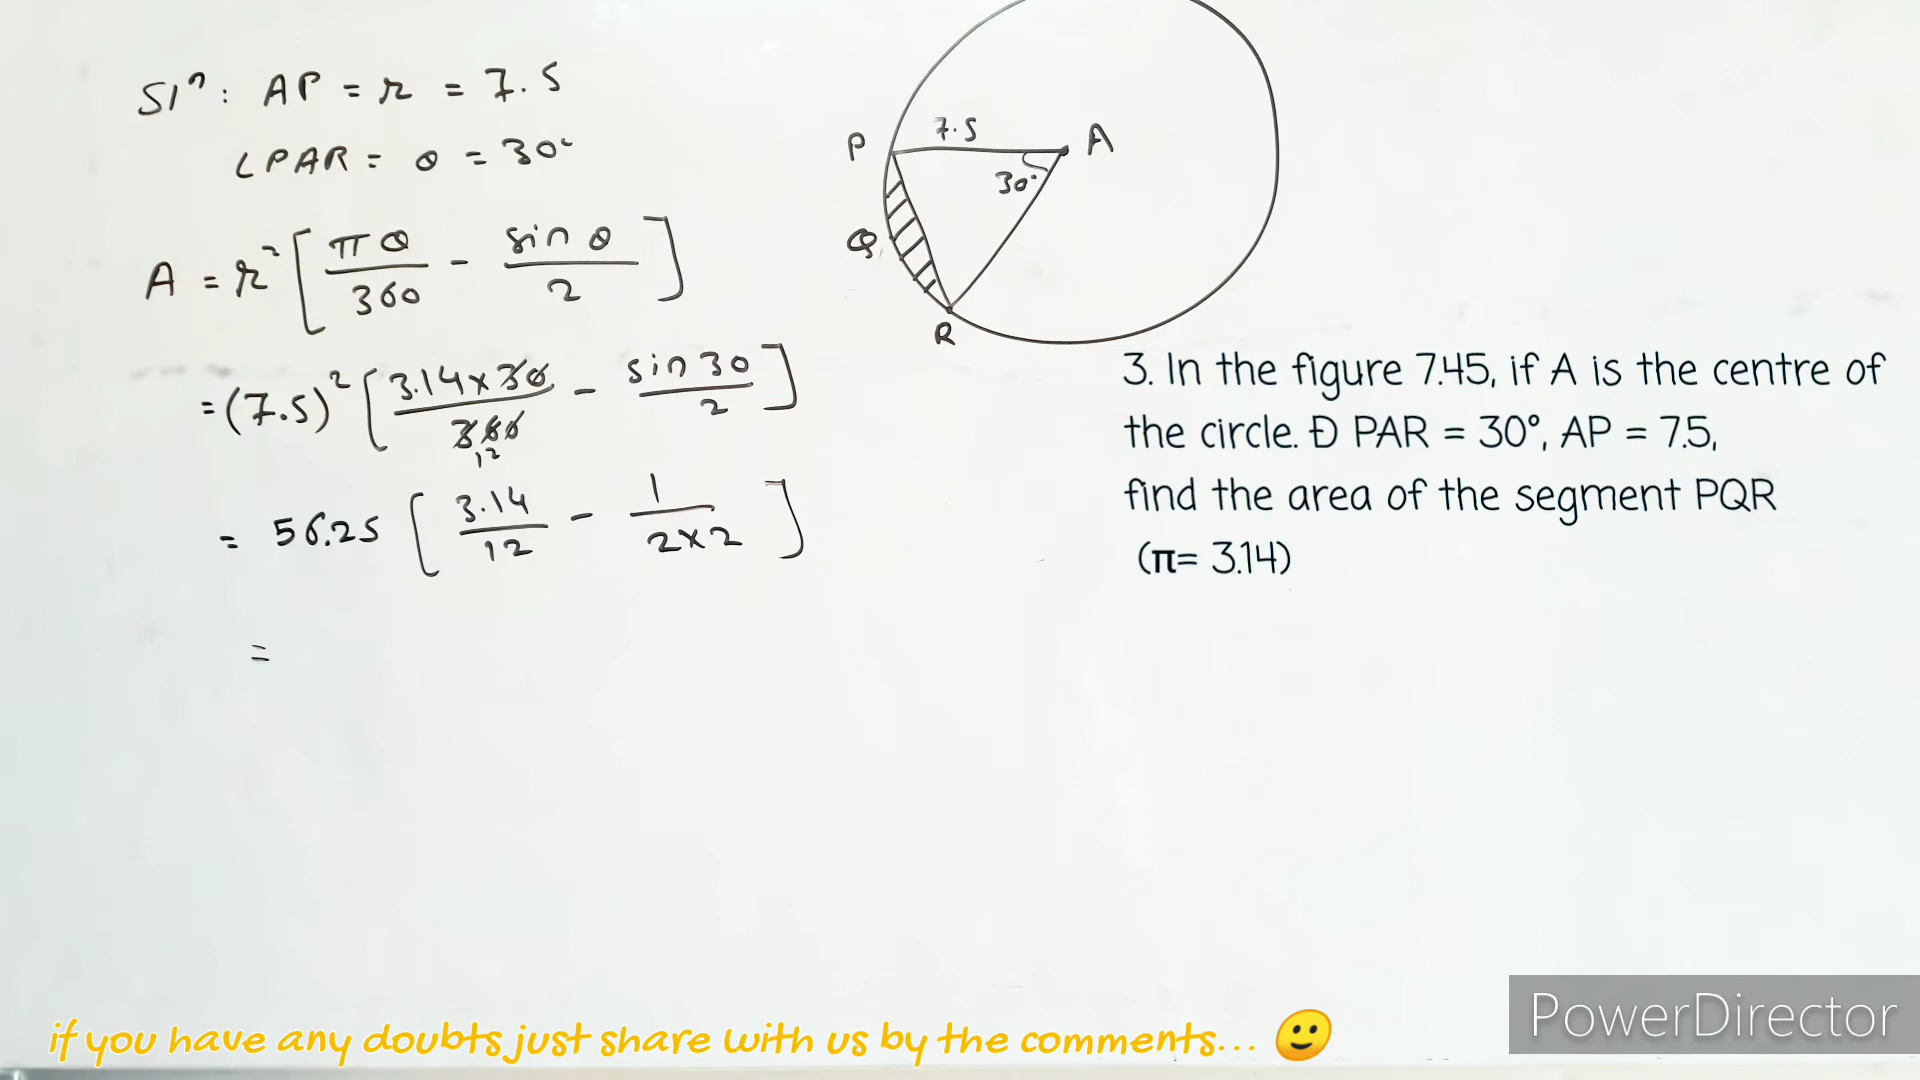 Slⁿ: AP = r = 7.5
∠PAR = θ = 30°
A = r² [ πθ/360 - sin θ/2 ]
= (7.5)² [ 3.14 x 30/360 - sin 30/2 ]
12
= 56.25 [ 3.14/12 - 1/2x2 ]
=
P 7.5 A
30°
Q
R
3. In the figure 7.45, if A is the centre of
the circle. Ð PAR = 30°, AP = 7.5,
find the area of the segment PQR
(π= 3.14)
if you have any doubts just share with us by the comments... 🙂
PowerDirector